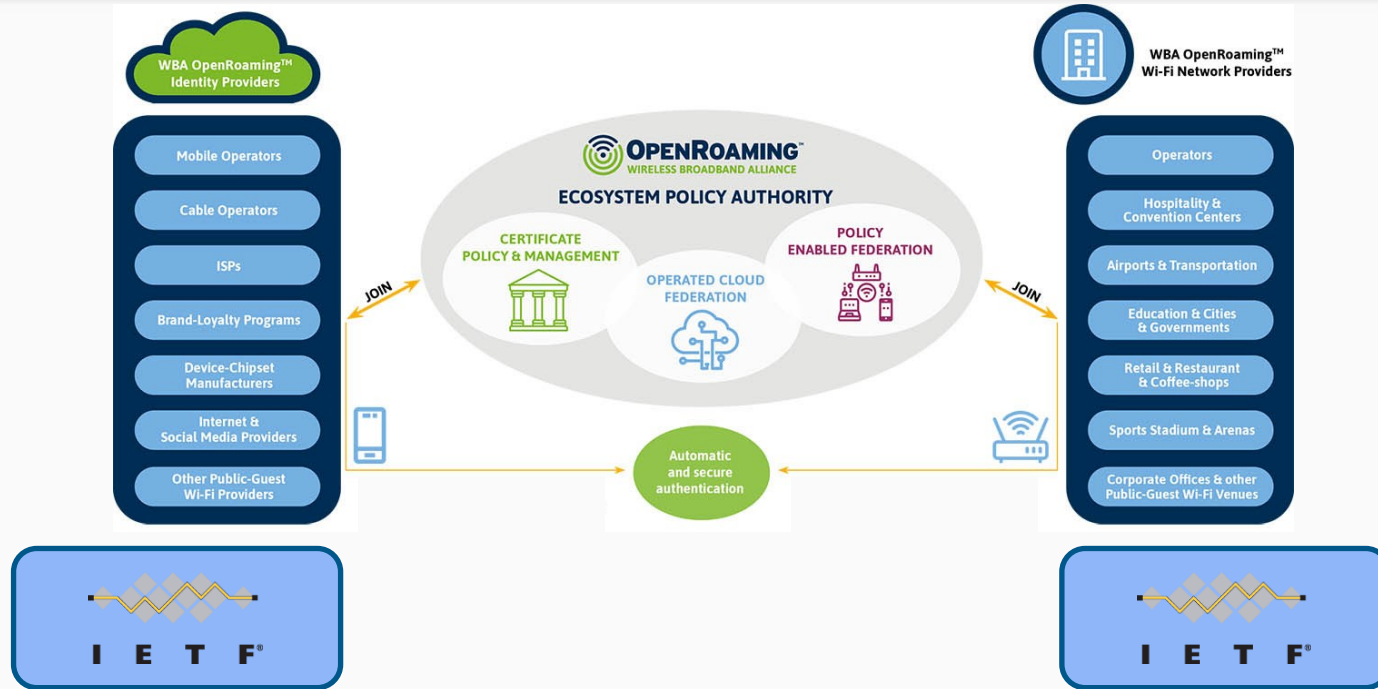 WBA OpenRoaming™
Identity Providers
Mobile Operators
Cable Operators
ISPs
Brand-Loyalty Programs
Device-Chipset
Manufacturers
Internet &
Social Media Providers
Other Public-Guest
Wi-Fi Providers
JOIN
OPENROAMING™
WIRELESS BROADBAND ALLIANCE
ECOSYSTEM POLICY AUTHORITY
CERTIFICATE
POLICY & MANAGEMENT
OPERATED CLOUD
FEDERATION
POLICY
ENABLED FEDERATION
Automatic
and secure
authentication
JOIN
WBA OpenRoaming™
Wi-Fi Network Providers
Operators
Hospitality &
Convention Centers
Airports & Transportation
Education & Cities
& Governments
Retail & Restaurant
& Coffee-shops
Sports Stadium & Arenas
Corporate Offices & other
Public-Guest Wi-Fi Venues
I E T F®
I E T F®